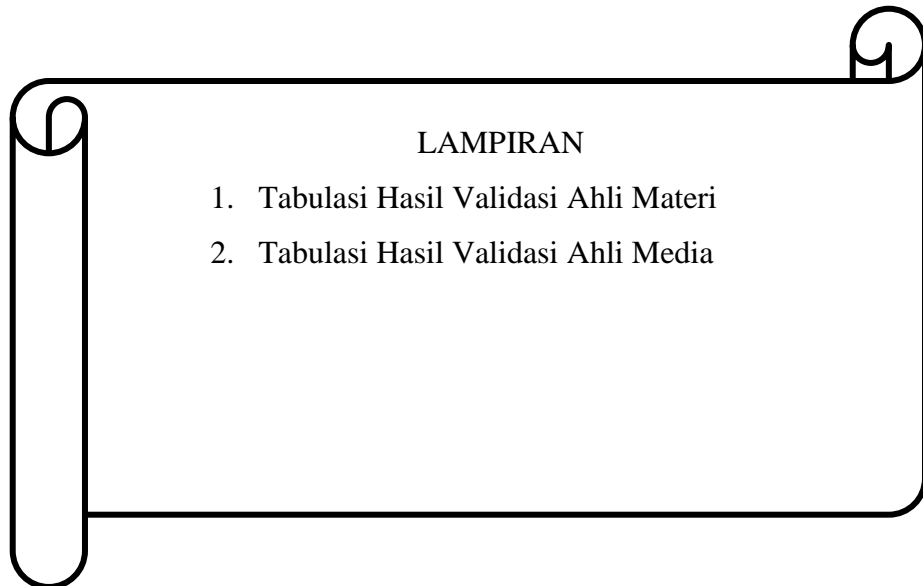 LAMPIRAN
1. Tabulasi Hasil Validasi Ahli Materi
2. Tabulasi Hasil Validasi Ahli Media